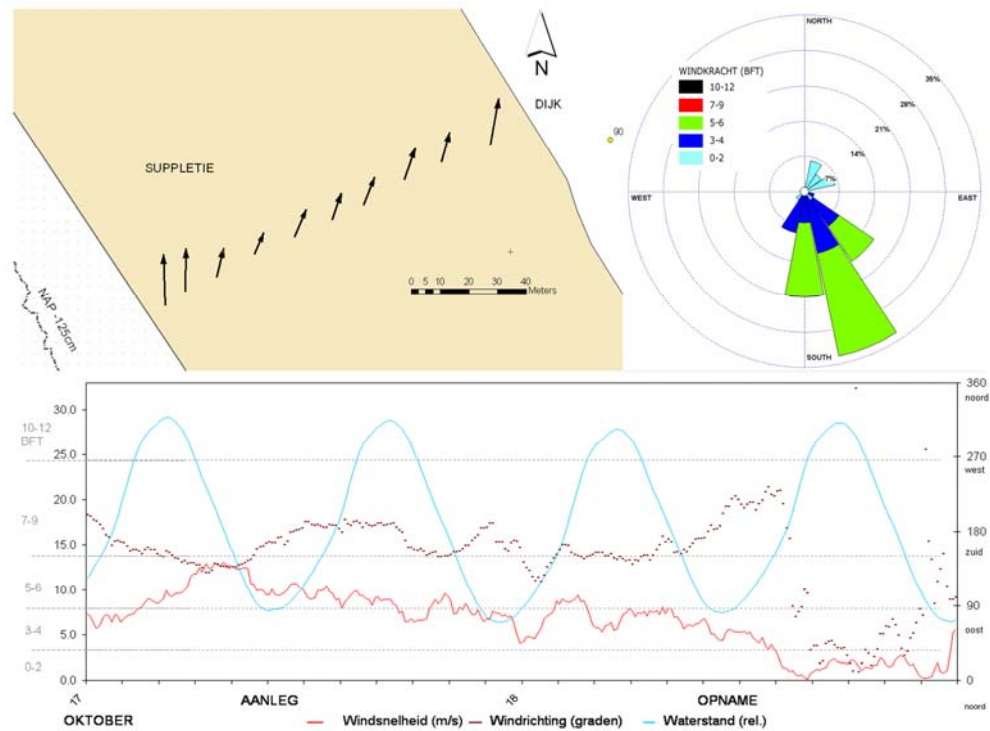 SUPPLETIE
N
DIJK
90
NAP -125cm
0 5 10 20 30 40
Meters
NORTH
WEST
EAST
SOUTH
36%
28%
21%
14%
7%
WINDKRACHT (BFT)
10-12
7-9
5-6
3-4
0-2
30.0
25.0
20.0
15.0
10.0
5.0
0.0
10-12
BFT
7-9
5-6
3-4
0-2
360
noord
270
west
180
zuid
90
oost
0
noord
17
AANLEG
18
OPNAME
OKTOBER
Windsnelheid (m/s)
Windrichting (graden)
Waterstand (rel.)